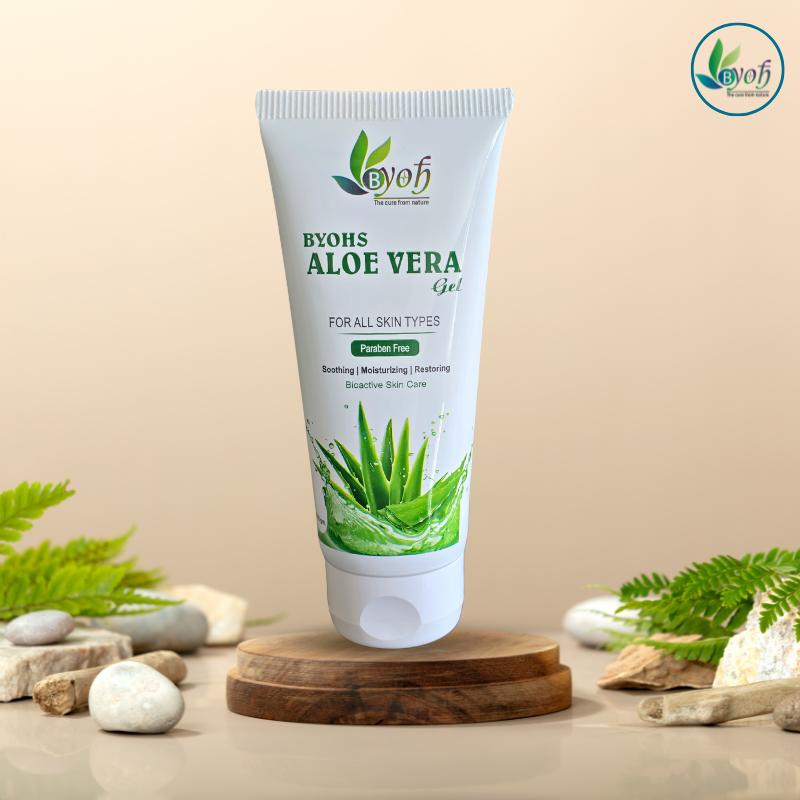 Byoh
The cure from nature
Byoh
The cure from nature
BYOHS
ALOE VERA
Gel
FOR ALL SKIN TYPES
Paraben Free
Soothing | Moisturizing | Restoring
Bioactive Skin Care